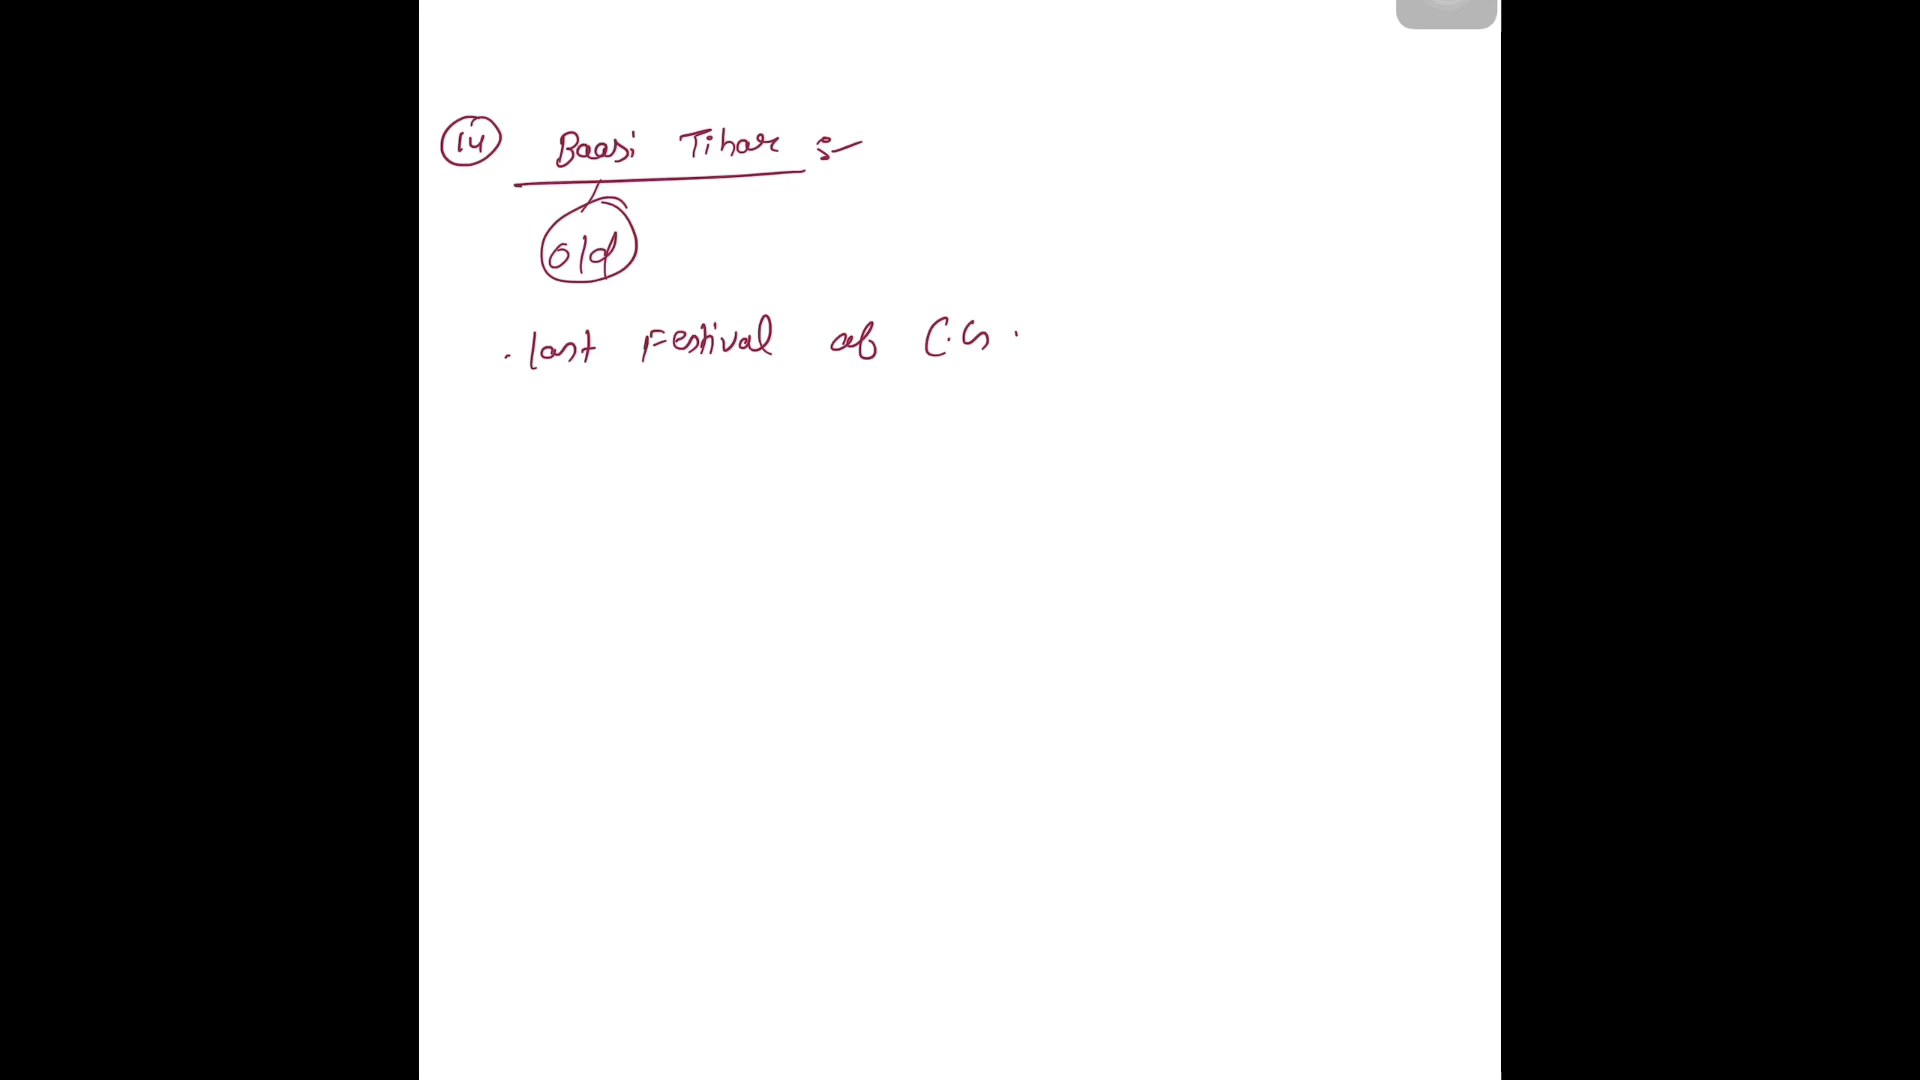 14 Baasi Tihar :-
old
. last Festival of C.G.